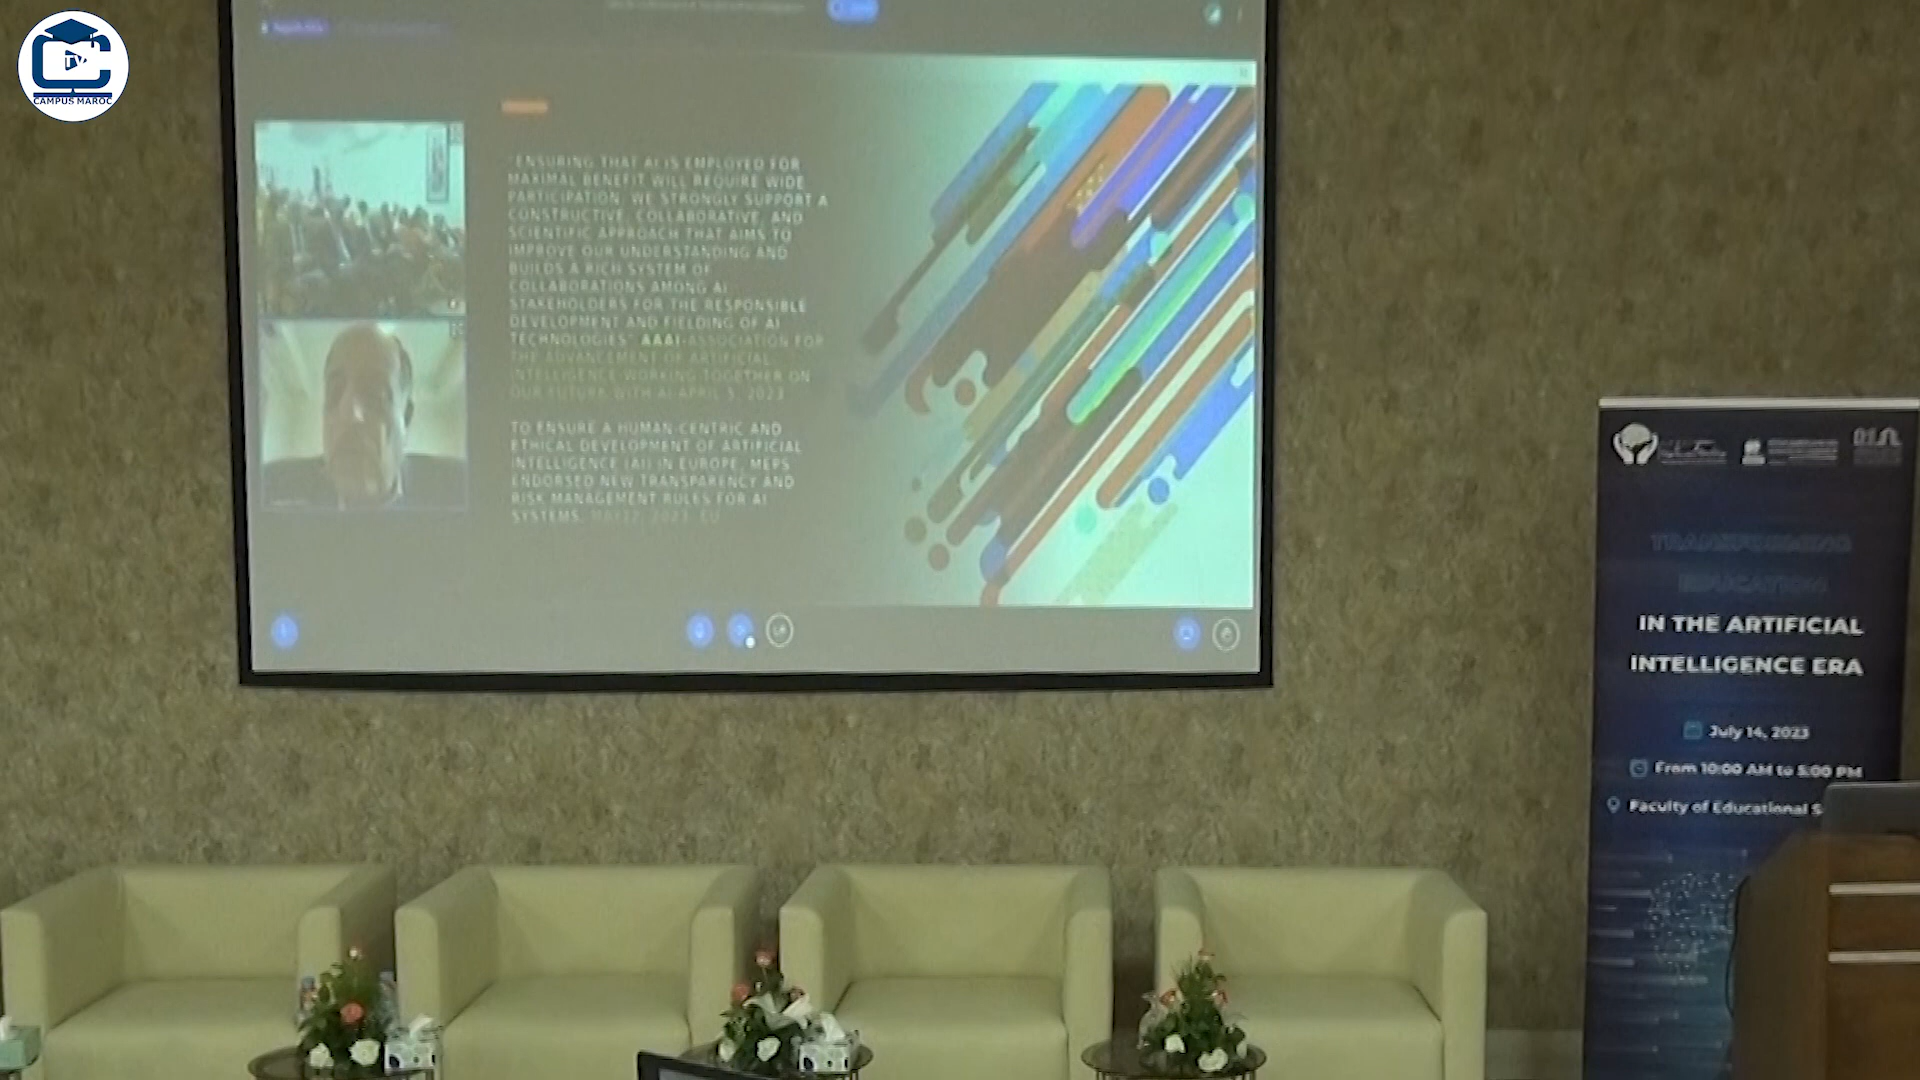 TV
CAMPUS MAROC
"ENSURING THAT AI IS EMPLOYED FOR
MAXIMAL BENEFIT WILL REQUIRE WIDE
PARTICIPATION. WE STRONGLY SUPPORT A
CONSTRUCTIVE, COLLABORATIVE, AND
SCIENTIFIC APPROACH THAT AIMS TO
IMPROVE OUR UNDERSTANDING AND
BUILDS A RICH SYSTEM OF
COLLABORATIONS AMONG AI
STAKEHOLDERS FOR THE RESPONSIBLE
DEVELOPMENT AND FIELDING OF AI
TECHNOLOGIES" AAAI-ASSOCIATION FOR
THE ADVANCEMENT OF ARTIFICIAL
INTELLIGENCE-WORKING TOGETHER ON
OUR FUTURE WITH AI-APRIL 5, 2023
TO ENSURE A HUMAN-CENTRIC AND
ETHICAL DEVELOPMENT OF ARTIFICIAL
INTELLIGENCE (AI) IN EUROPE, MEPS
ENDORSED NEW TRANSPARENCY AND
RISK MANAGEMENT RULES FOR AI
SYSTEMS. 2023 EU
TRANSFORMING
EDUCATION
IN THE ARTIFICIAL
INTELLIGENCE ERA
July 14, 2023
From 10:00 AM to 5:00 PM
Faculty of Educational S